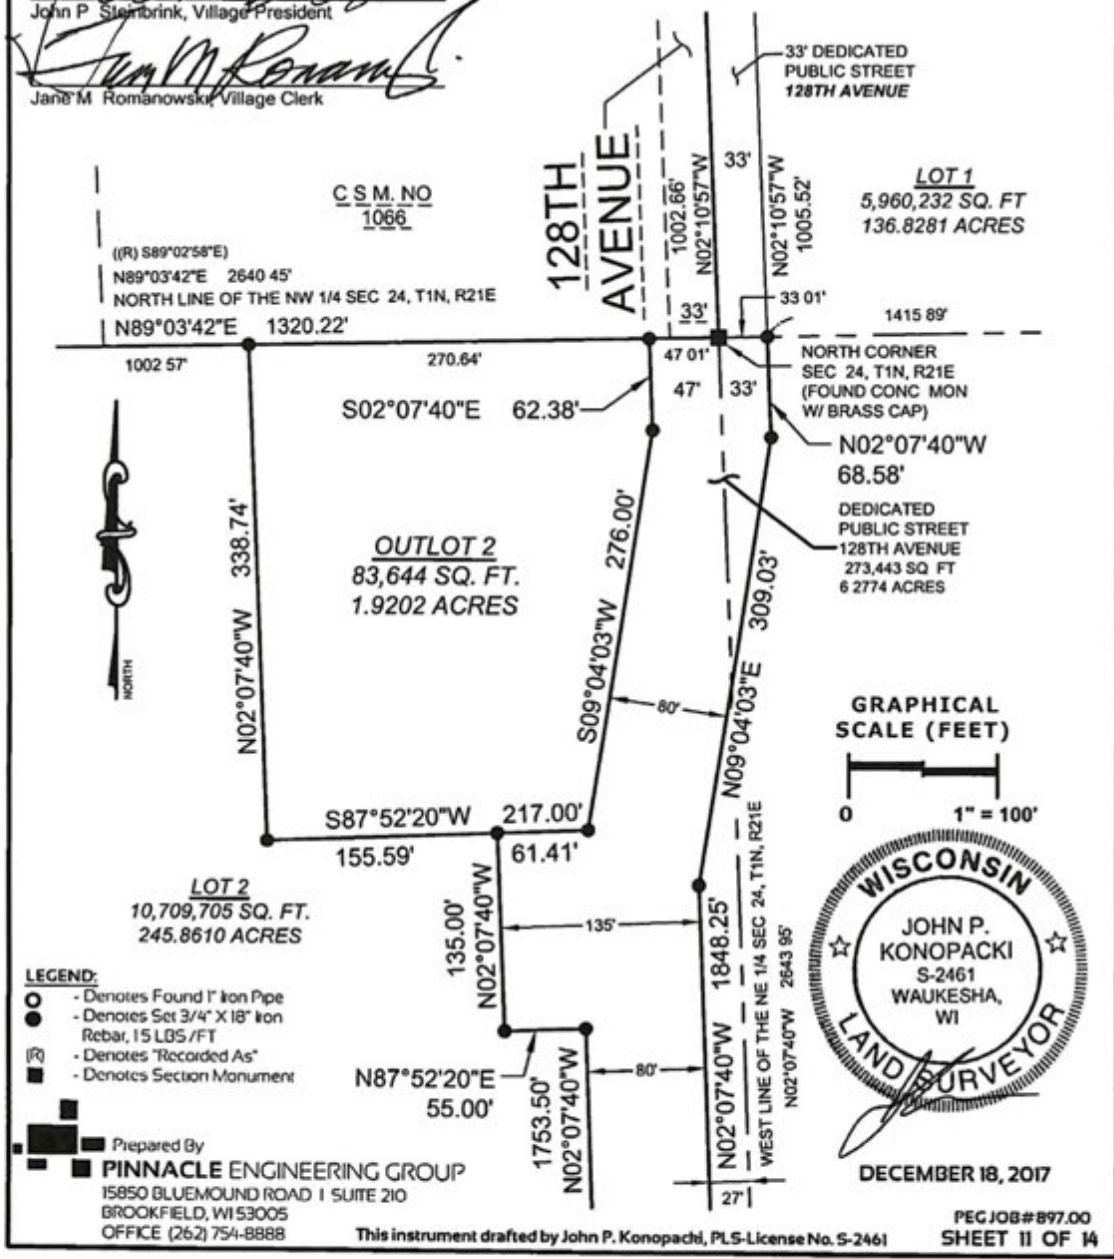 John P Steinbrink, Village President
Jane M Romanowski, Village Clerk
33' DEDICATED
PUBLIC STREET
128TH AVENUE
128TH
AVENUE
1002.66'
N02°10'57"W
33'
N02°10'57"W
1005.52'
LOT 1
5,960,232 SQ. FT
136.8281 ACRES
C S M. NO
1066
((R) S89°02'58"E)
N89°03'42"E 2640 45'
NORTH LINE OF THE NW 1/4 SEC 24, T1N, R21E
N89°03'42"E 1320.22'
33'
33 01'
1415 89'
1002 57'
270.64'
47 01'
NORTH CORNER
SEC 24, T1N, R21E
(FOUND CONC MON
W/ BRASS CAP)
47'
33'
S02°07'40"E 62.38'
N02°07'40"W
68.58'
DEDICATED
PUBLIC STREET
128TH AVENUE
273,443 SQ FT
6 2774 ACRES
338.74'
N02°07'40"W
OUTLOT 2
83,644 SQ. FT.
1.9202 ACRES
276.00'
S09°04'03"W
309.03'
N09°04'03"E
80'
NORTH
GRAPHICAL
SCALE (FEET)
0 1" = 100'
S87°52'20"W 217.00'
155.59' 61.41'
LOT 2
10,709,705 SQ. FT.
245.8610 ACRES
135.00'
N02°07'40"W
135'
1848.25'
N02°07'40"W
WEST LINE OF THE NE 1/4 SEC 24, T1N, R21E
N02°07'40"W 2643 95'
WISCONSIN
JOHN P.
KONOPACKI
S-2461
WAUKESHA,
WI
LAND SURVEYOR
LEGEND:
- Denotes Found 1" Iron Pipe
- Denotes Set 3/4" X 18" Iron
Rebar, 1 5 LBS /FT
(R) - Denotes "Recorded As"
- Denotes Section Monument
N87°52'20"E
55.00'
1753.50'
N02°07'40"W
80'
27'
DECEMBER 18, 2017
Prepared By
PINNACLE ENGINEERING GROUP
15850 BLUEMOUND ROAD I SUITE 210
BROOKFIELD, WI 53005
OFFICE (262) 754-8888
This instrument drafted by John P. Konopacki, PLS-License No. S-2461
PEG JOB#897.00
SHEET 11 OF 14